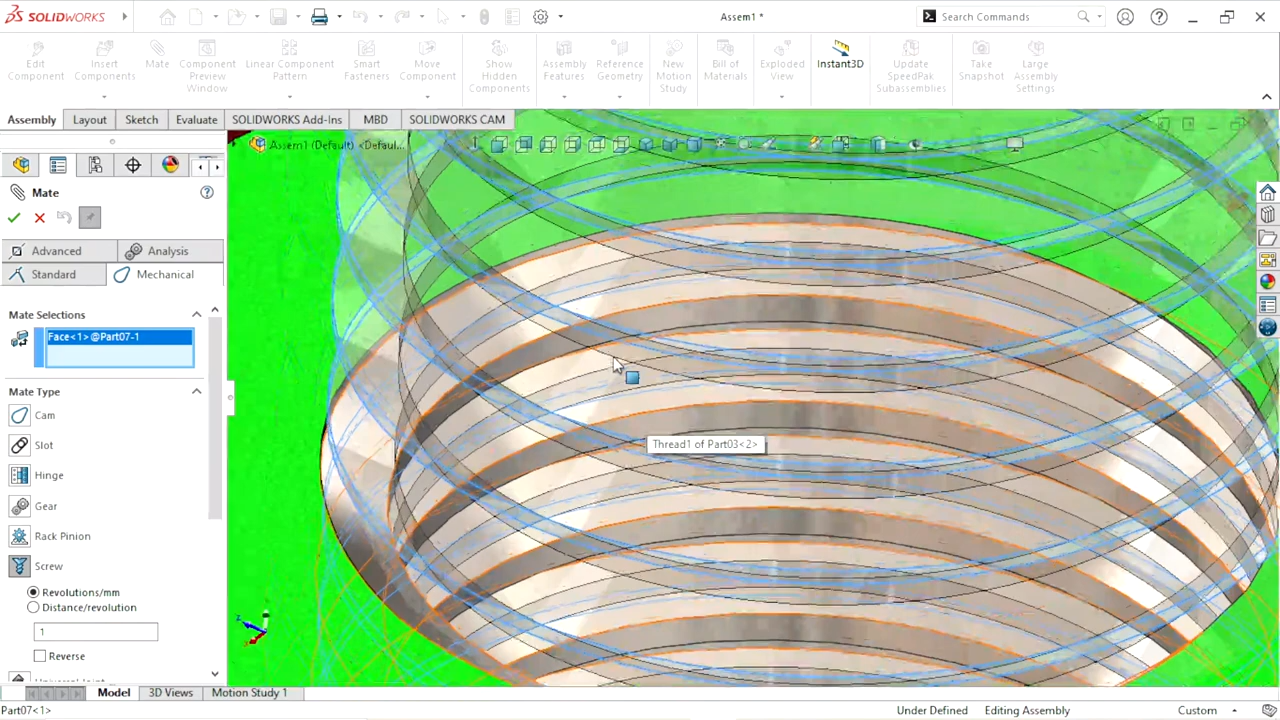 SOLIDWORKS
Assem1 *
Search Commands
Edit Component
Insert Components
Mate
Component Preview Window
Linear Component Pattern
Smart Fasteners
Move Component
Show Hidden Components
Assembly Features
Reference Geometry
New Motion Study
Bill of Materials
Exploded View
Instant3D
Update SpeedPak Subassemblies
Take Snapshot
Large Assembly Settings
Assembly
Layout
Sketch
Evaluate
SOLIDWORKS Add-Ins
MBD
SOLIDWORKS CAM
Assem1 (Default) <Defaul...
Mate
Advanced
Analysis
Standard
Mechanical
Mate Selections
Face<1>@Part07-1
Mate Type
Cam
Slot
Hinge
Gear
Rack Pinion
Screw
Revolutions/mm
Distance/revolution
1
Reverse
Universal Joint
Thread1 of Part03<2>
Model
3D Views
Motion Study 1
Part07<1>
Under Defined
Editing Assembly
Custom